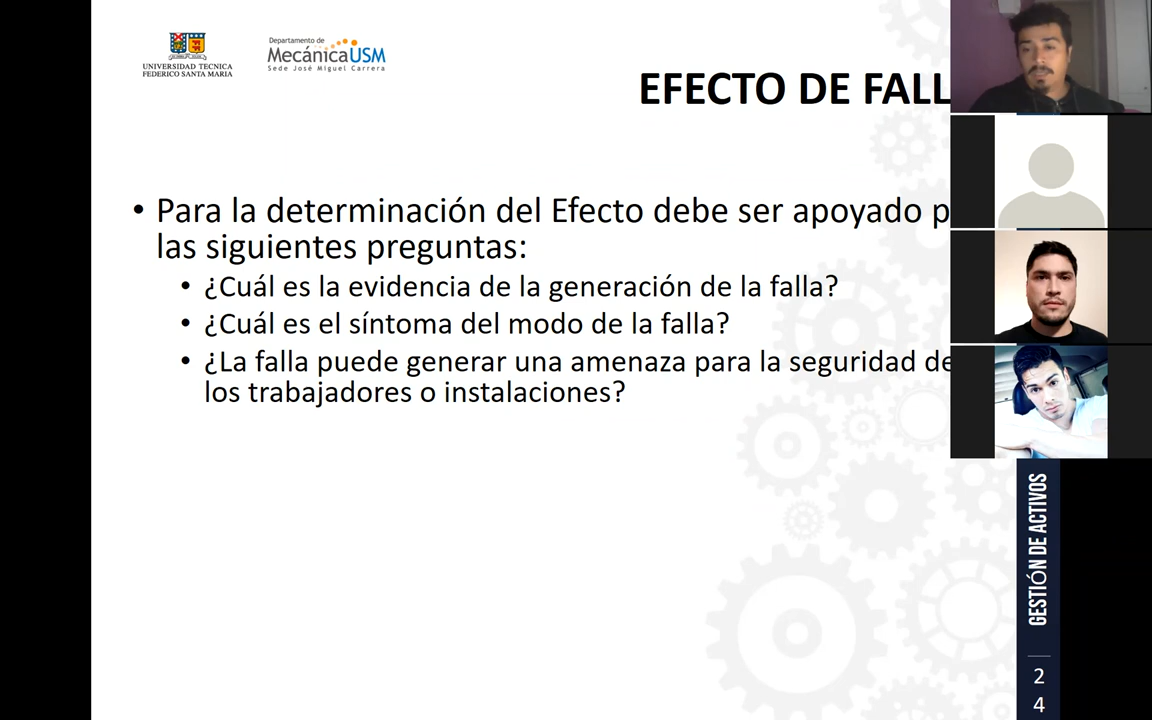 UNIVERSIDAD TECNICA
FEDERICO SANTA MARIA
Departamento de
MecánicaUSM
Sede José Miguel Carrera
EFECTO DE FALL
• Para la determinación del Efecto debe ser apoyado p
las siguientes preguntas:
• ¿Cuál es la evidencia de la generación de la falla?
• ¿Cuál es el síntoma del modo de la falla?
• ¿La falla puede generar una amenaza para la seguridad de
los trabajadores o instalaciones?
GESTIÓN DE ACTIVOS
2
4